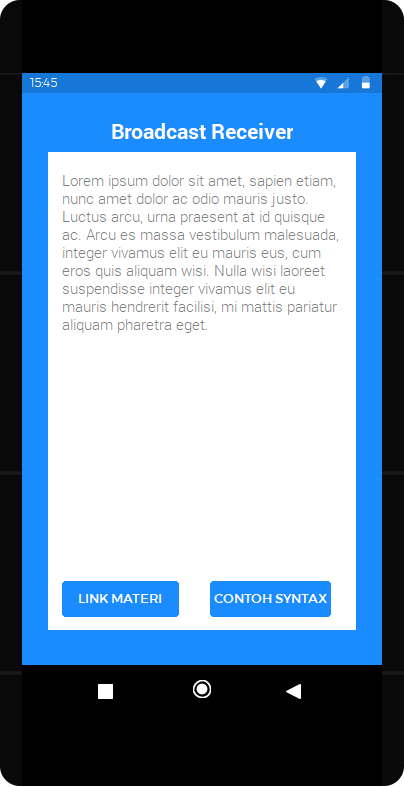 15:45
Broadcast Receiver
Lorem ipsum dolor sit amet, sapien etiam,
nunc amet dolor ac odio mauris justo.
Luctus arcu, urna praesent at id quisque
ac. Arcu es massa vestibulum malesuada,
integer vivamus elit eu mauris eus, cum
eros quis aliquam wisi. Nulla wisi laoreet
suspendisse integer vivamus elit eu
mauris hendrerit facilisi, mi mattis pariatur
aliquam pharetra eget.
LINK MATERI
CONTOH SYNTAX